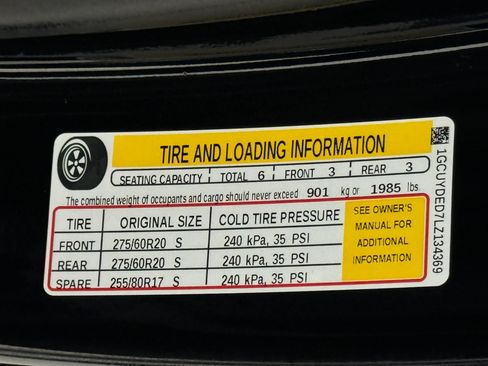 TIRE AND LOADING INFORMATION
SEATING CAPACITY TOTAL 6 FRONT 3 REAR 3
The combined weight of occupants and cargo should never exceed 901 kg or 1985 lbs.
TIRE ORIGINAL SIZE COLD TIRE PRESSURE
FRONT 275/60R20 S 240 kPa, 35 PSI
REAR 275/60R20 S 240 kPa, 35 PSI
SPARE 255/80R17 S 240 kPa, 35 PSI
SEE OWNER'S
MANUAL FOR
ADDITIONAL
INFORMATION
1GCUYDED7LZ134369